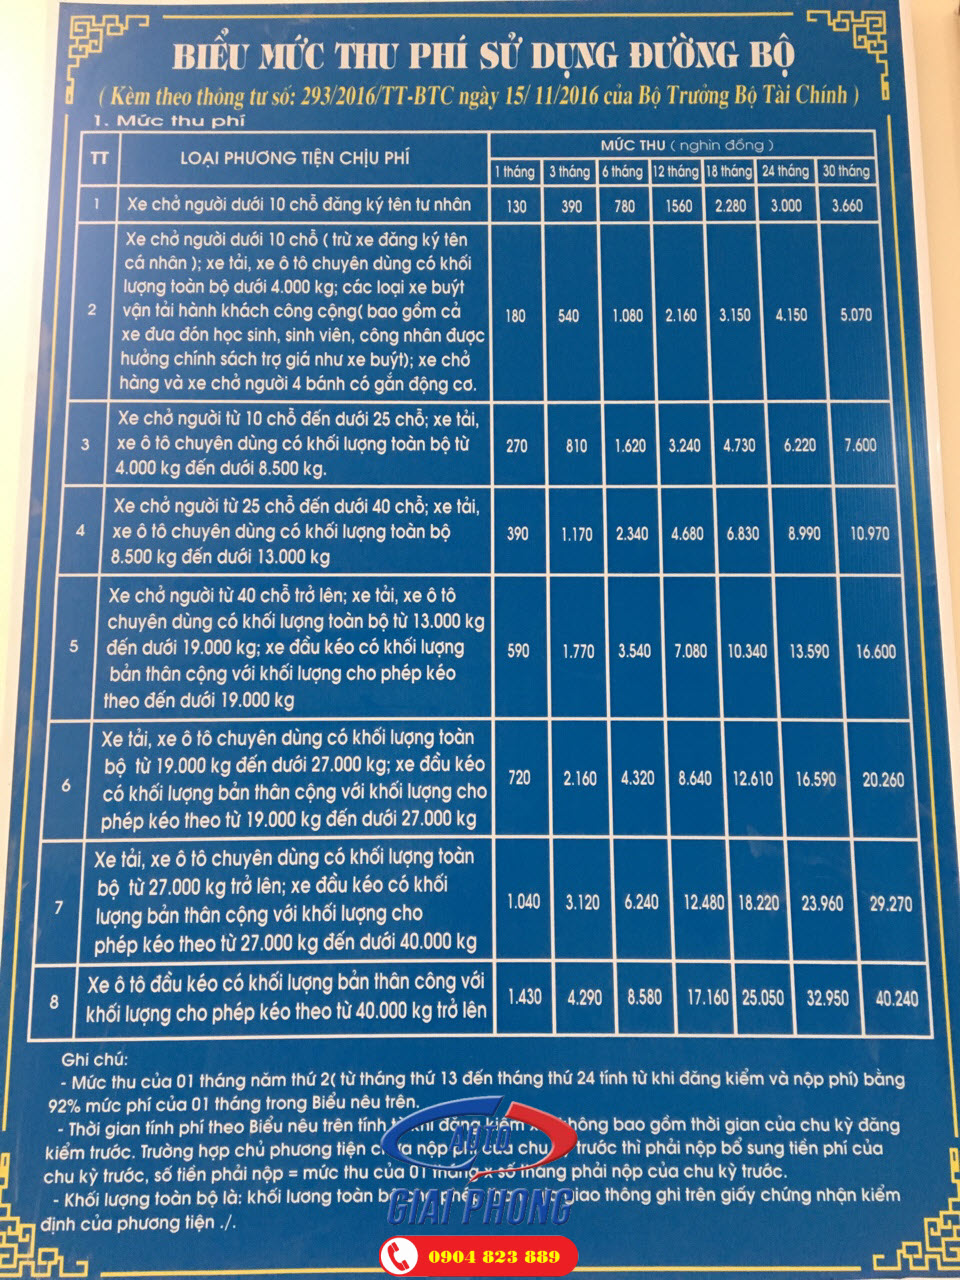 BIỂU MỨC THU PHÍ SỬ DỤNG ĐƯỜNG BỘ
( Kèm theo thông tư số: 293/2016/TT-BTC ngày 15/ 11/2016 của Bộ Trưởng Bộ Tài Chính )
1. Mức thu phí
TT LOẠI PHƯƠNG TIỆN CHỊU PHÍ MỨC THU ( nghìn đồng )
1 tháng 3 tháng 6 tháng 12 tháng 18 tháng 24 tháng 30 tháng
1 Xe chở người dưới 10 chỗ đăng ký tên tư nhân 130 390 780 1560 2.280 3.000 3.660
Xe chở người dưới 10 chỗ ( trừ xe đăng ký tên
cá nhân ); xe tải, xe ô tô chuyên dùng có khối
lượng toàn bộ dưới 4.000 kg; các loại xe buýt
2 vận tải hành khách công cộng( bao gồm cả 180 540 1.080 2.160 3.150 4.150 5.070
xe đưa đón học sinh, sinh viên, công nhân được
hưởng chính sách trợ giá như xe buýt); xe chở
hàng và xe chở người 4 bánh có gắn động cơ.
Xe chở người từ 10 chỗ đến dưới 25 chỗ; xe tải,
3 xe ô tô chuyên dùng có khối lượng toàn bộ từ 270 810 1.620 3.240 4.730 6.220 7.600
4.000 kg đến dưới 8.500 kg.
Xe chở người từ 25 chỗ đến dưới 40 chỗ; xe tải,
4 xe ô tô chuyên dùng có khối lượng toàn bộ 390 1.170 2.340 4.680 6.830 8.990 10.970
8.500 kg đến dưới 13.000 kg
Xe chở người từ 40 chỗ trở lên; xe tải, xe ô tô
chuyên dùng có khối lượng toàn bộ từ 13.000 kg
5 đến dưới 19.000 kg; xe đầu kéo có khối lượng 590 1.770 3.540 7.080 10.340 13.590 16.600
bản thân cộng với khối lượng cho phép kéo
theo đến dưới 19.000 kg
Xe tải, xe ô tô chuyên dùng có khối lượng toàn
bộ từ 19.000 kg đến dưới 27.000 kg; xe đầu kéo
6 có khối lượng bản thân cộng với khối lượng cho 720 2.160 4.320 8.640 12.610 16.590 20.260
phép kéo theo từ 19.000 kg đến dưới 27.000 kg
Xe tải, xe ô tô chuyên dùng có khối lượng toàn
bộ từ 27.000 kg trở lên; xe đầu kéo có khối
7 lượng bản thân cộng với khối lượng cho 1.040 3.120 6.240 12.480 18.220 23.960 29.270
phép kéo theo từ 27.000 kg đến dưới 40.000 kg
Xe ô tô đầu kéo có khối lượng bản thân công với
8 khối lượng cho phép kéo theo từ 40.000 kg trở lên 1.430 4.290 8.580 17.160 25.050 32.950 40.240
Ghi chú:
- Mức thu của 01 tháng năm thứ 2( từ tháng thứ 13 đến tháng thứ 24 tính từ khi đăng kiểm và nộp phí) bằng
92% mức phí của 01 tháng trong Biểu nêu trên.
- Thời gian tính phí theo Biểu nêu trên tính từ khi đăng kiểm không bao gồm thời gian của chu kỳ đăng
kiểm trước. Trường hợp chủ phương tiện nộp của chu trước thì phải nộp bổ sung tiền phí của
chu kỳ trước, số tiền phải nộp = mức thu của 01 tháng x số tháng phải nộp của chu kỳ trước.
- Khối lượng toàn bộ là: khối lương toàn giao thông ghi trên giấy chứng nhận kiểm
định của phương tiện ./.
AUTO
GIAI PHONG
0904 823 889